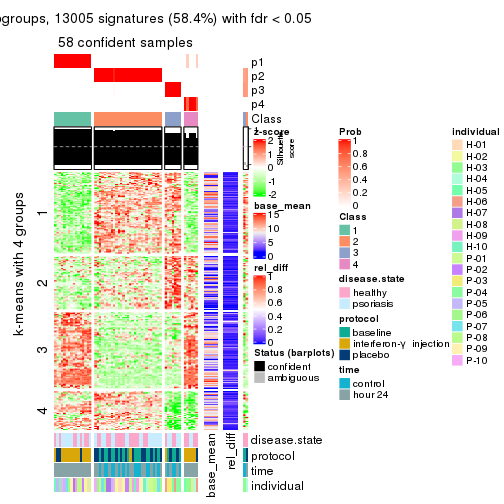 ogroups, 13005 signatures (58.4%) with fdr < 0.05
58 confident samples
p1
p2
p3
p4
Class
Silhouette
score
k-means with 4 groups
1
2
3
4
z-score
2
1
0
-1
-2
base_mean
15
10
5
0
rel_diff
1
0.8
0.6
0.4
0.2
0
Status (barplots)
confident
ambiguous
Prob
1
0.8
0.6
0.4
0.2
0
Class
1
2
3
4
disease.state
healthy
psoriasis
protocol
baseline
interferon-γ injection
placebo
time
control
hour 24
individual
H-01
H-02
H-03
H-04
H-05
H-06
H-07
H-08
H-09
H-10
P-01
P-02
P-03
P-04
P-05
P-06
P-07
P-08
P-09
P-10
base_mean
rel_diff
disease.state
protocol
time
individual